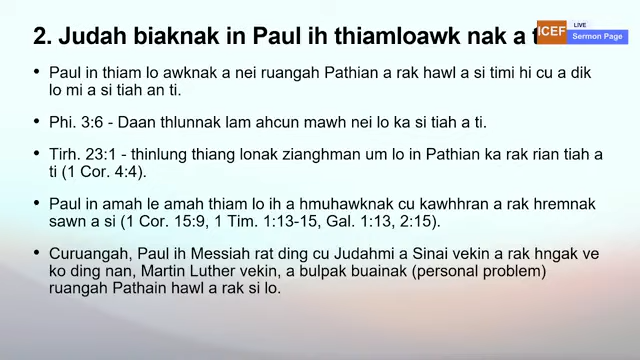 2. Judah biaknak in Paul ih thiamloawk nak a
ICEF
LIVE
Sermon Page
• Paul in thiam lo awknak a nei ruangah Pathian a rak hawl a si timi hi cu a dik
lo mi a si tiah an ti.
• Phi. 3:6 - Daan thlunnak lam ahcun mawh nei lo ka si tiah a ti.
• Tirh. 23:1 - thinlung thiang lonak zianghman um lo in Pathian ka rak rian tiah a
ti (1 Cor. 4:4).
• Paul in amah le amah thiam lo ih a hmuhawknak cu kawhhran a rak hremnak
sawn a si (1 Cor. 15:9, 1 Tim. 1:13-15, Gal. 1:13, 2:15).
• Curuangah, Paul ih Messiah rat ding cu Judahmi a Sinai vekin a rak hngak ve
ko ding nan, Martin Luther vekin, a bulpak buainak (personal problem)
ruangah Pathain hawl a rak si lo.